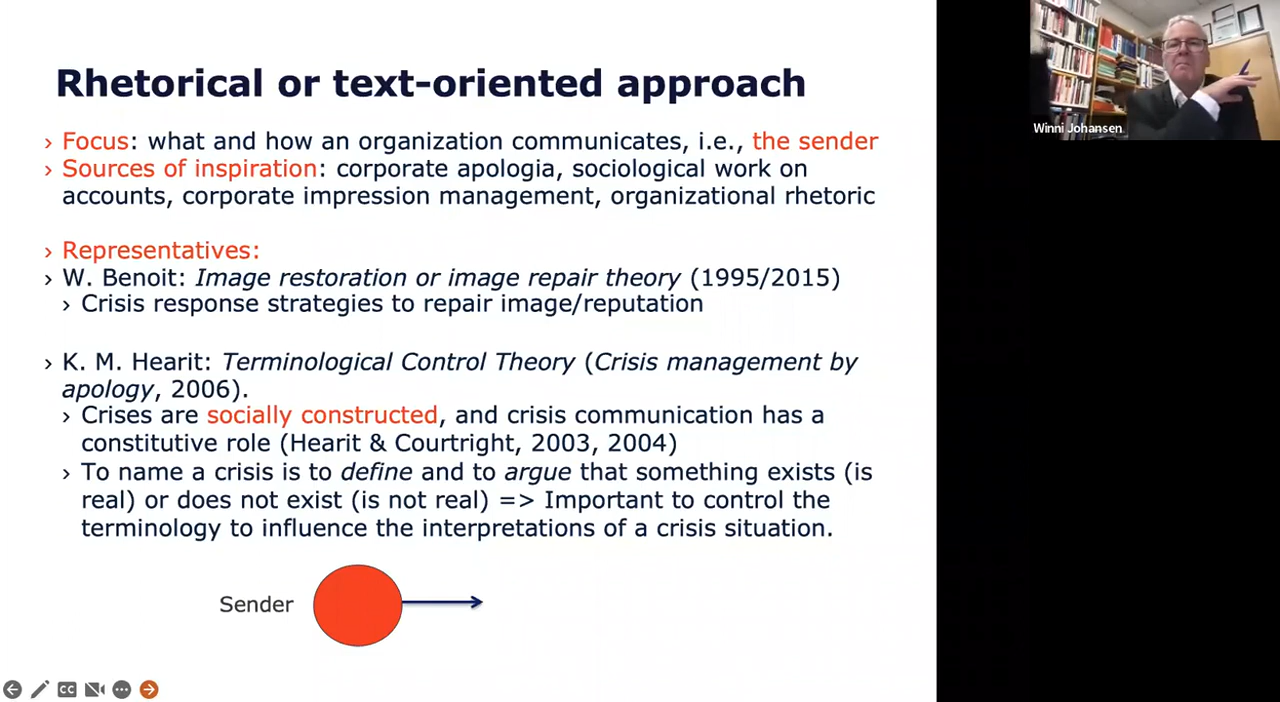 Rhetorical or text-oriented approach
› Focus: what and how an organization communicates, i.e., the sender
› Sources of inspiration: corporate apologia, sociological work on
accounts, corporate impression management, organizational rhetoric
› Representatives:
› W. Benoit: Image restoration or image repair theory (1995/2015)
› Crisis response strategies to repair image/reputation
› K. M. Hearit: Terminological Control Theory (Crisis management by
apology, 2006).
› Crises are socially constructed, and crisis communication has a
constitutive role (Hearit & Courtright, 2003, 2004)
› To name a crisis is to define and to argue that something exists (is
real) or does not exist (is not real) => Important to control the
terminology to influence the interpretations of a crisis situation.
Sender
CC
Winni Johansen